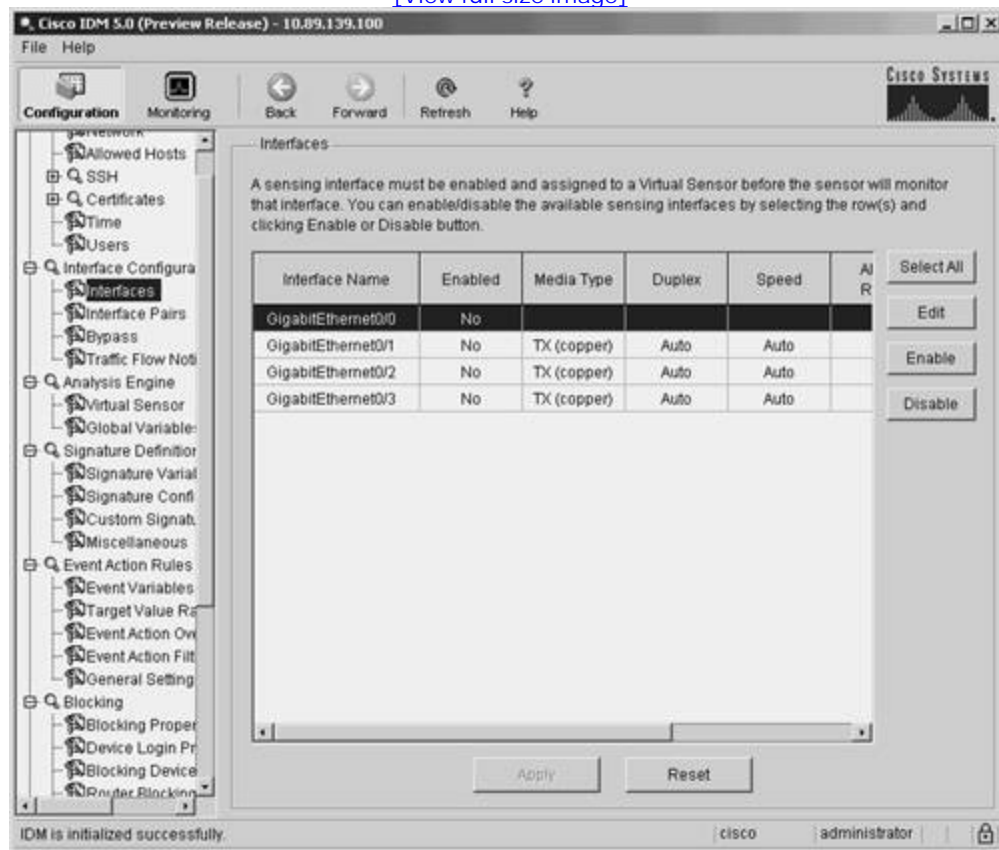 [View full size image]
Cisco IDM 5.0 (Preview Release) - 10.89.139.100
File Help
Configuration Monitoring Back Forward Refresh Help
CISCO SYSTEMS
Network
Allowed Hosts
SSH
Certificates
Time
Users
Interface Configura
Interfaces
Interface Pairs
Bypass
Traffic Flow Noti
Analysis Engine
Virtual Sensor
Global Variable
Signature Definition
Signature Varial
Signature Confi
Custom Signatu
Miscellaneous
Event Action Rules
Event Variables
Target Value Ra
Event Action Ove
Event Action Filt
General Setting
Blocking
Blocking Proper
Device Login Pr
Blocking Device
Router Blocking
Interfaces
A sensing interface must be enabled and assigned to a Virtual Sensor before the sensor will monitor
that interface. You can enable/disable the available sensing interfaces by selecting the row(s) and
clicking Enable or Disable button.
Interface Name Enabled Media Type Duplex Speed Al R
GigabitEthernet0/0 No
GigabitEthernet0/1 No TX (copper) Auto Auto
GigabitEthernet0/2 No TX (copper) Auto Auto
GigabitEthernet0/3 No TX (copper) Auto Auto
Select All
Edit
Enable
Disable
Apply Reset
IDM is initialized successfully. cisco administrator